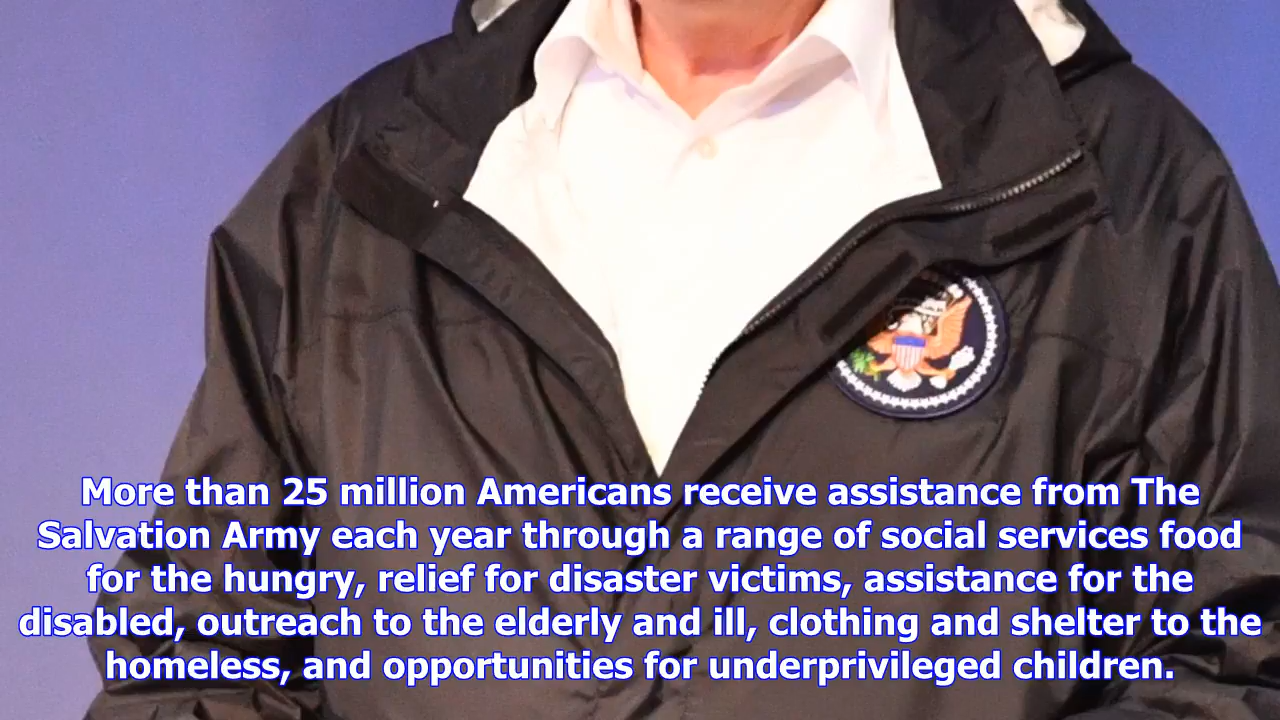 More than 25 million Americans receive assistance from The
Salvation Army each year through a range of social services food
for the hungry, relief for disaster victims, assistance for the
disabled, outreach to the elderly and ill, clothing and shelter to the
homeless, and opportunities for underprivileged children.